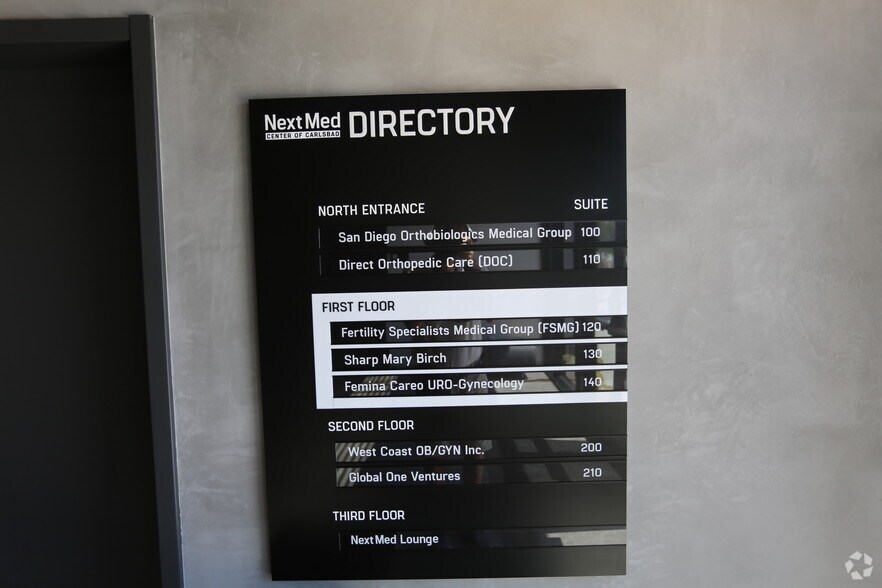 NextMed DIRECTORY
CENTER OF CARLSBAD
NORTH ENTRANCE SUITE
San Diego Orthobiologics Medical Group 100
Direct Orthopedic Care (DOC) 110
FIRST FLOOR
Fertility Specialists Medical Group (FSMG) 120
Sharp Mary Birch 130
Femina Careo URO-Gynecology 140
SECOND FLOOR
West Coast OB/GYN Inc. 200
Global One Ventures 210
THIRD FLOOR
NextMed Lounge